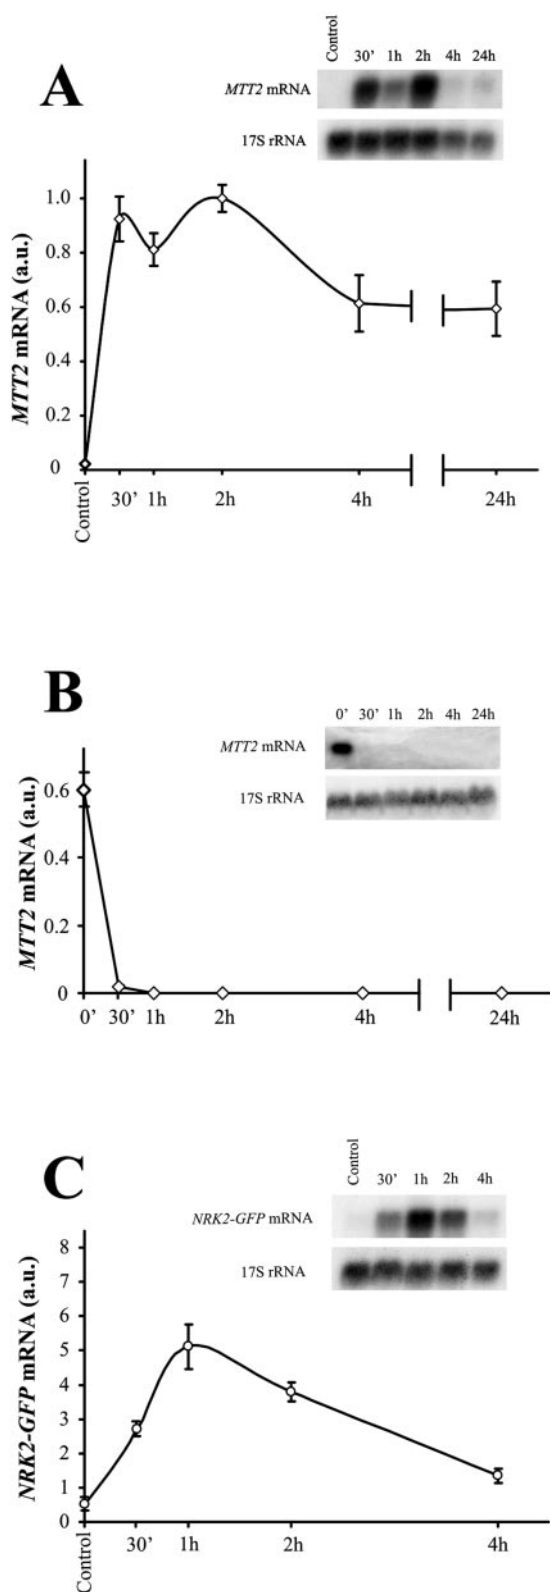 A
Control
30’ 1h 2h 4h 24h
MTT2 mRNA
17S rRNA
MTT2 mRNA (a.u.)
1.0
0.8
0.6
0.4
0.2
0
Control 30’ 1h 2h 4h 24h
B
0’ 30’ 1h 2h 4h 24h
MTT2 mRNA
17S rRNA
MTT2 mRNA (a.u.)
0.6
0.4
0.2
0
0’ 30’ 1h 2h 4h 24h
C
Control
30’ 1h 2h 4h
NRK2-GFP mRNA
17S rRNA
NRK2-GFP mRNA (a.u.)
8
7
6
5
4
3
2
1
0
Control 30’ 1h 2h 4h